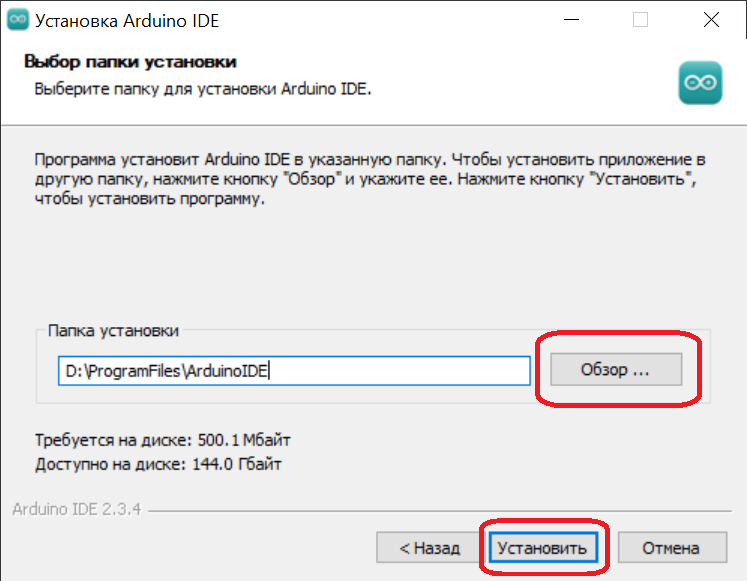 Установка Arduino IDE
Выбор папки установки
Выберите папку для установки Arduino IDE.
Программа установит Arduino IDE в указанную папку. Чтобы установить приложение в
другую папку, нажмите кнопку "Обзор" и укажите ее. Нажмите кнопку "Установить",
чтобы установить программу.
Папка установки
D:\ProgramFiles\ArduinoIDE
Обзор ...
Требуется на диске: 500.1 Мбайт
Доступно на диске: 144.0 Гбайт
Arduino IDE 2.3.4
< Назад
Установить
Отмена